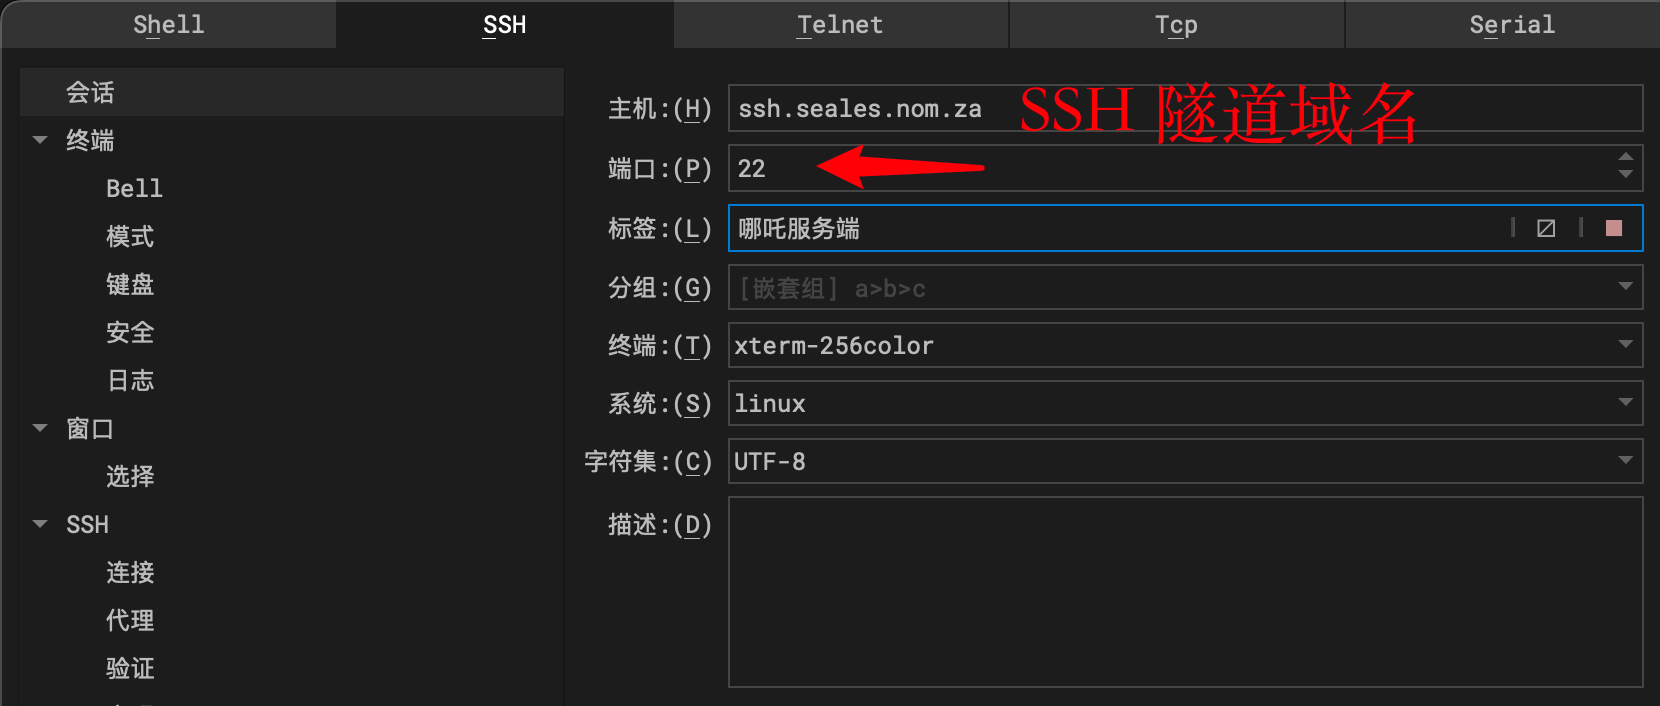 Shell
SSH
Telnet
Tcp
Serial
会话
终端
Bell
模式
键盘
安全
日志
窗口
选择
SSH
连接
代理
验证
主机:(H) ssh.seales.nom.za
SSH 隧道域名
端口:(P) 22
标签:(L) 哪吒服务端
分组:(G) [嵌套组] a>b>c
终端:(T) xterm-256color
系统:(S) linux
字符集:(C) UTF-8
描述:(D)